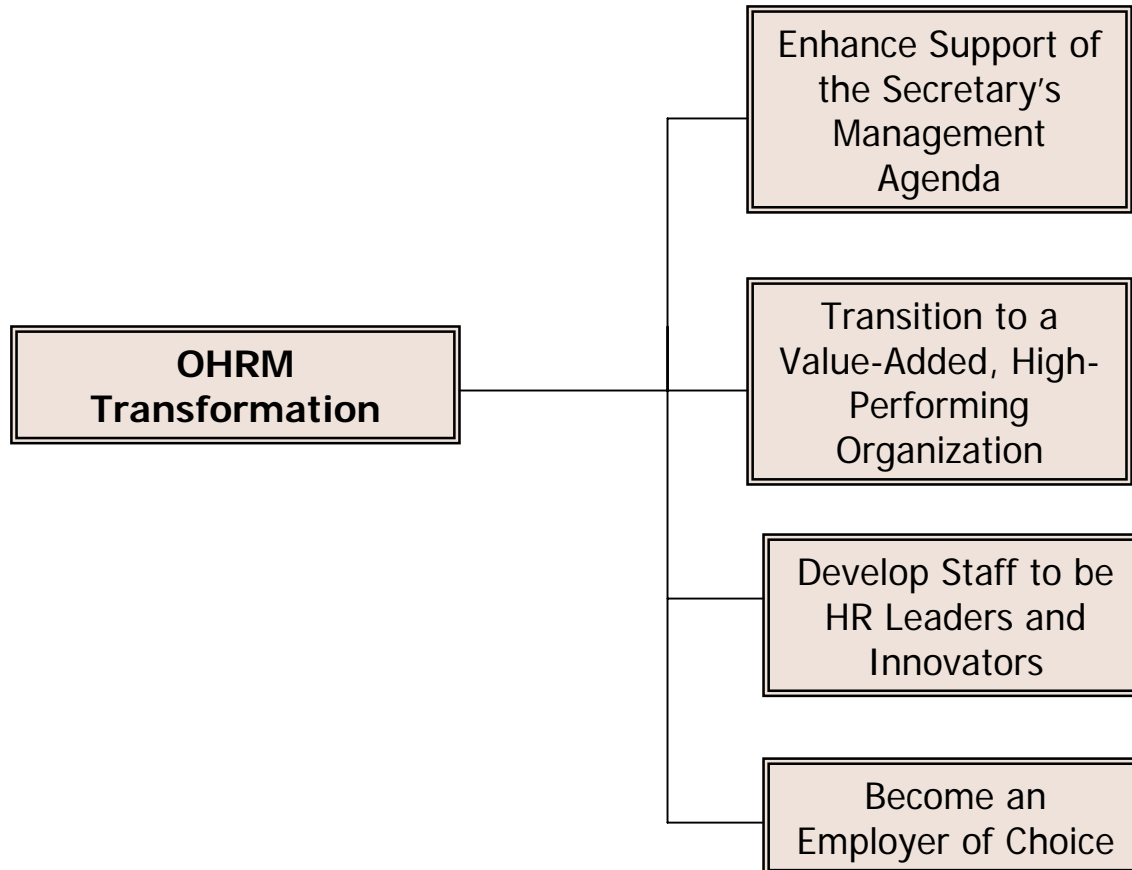 Enhance Support of
the Secretary's
Management
Agenda
OHRM
Transformation
Transition to a
Value-Added, High-
Performing
Organization
Develop Staff to be
HR Leaders and
Innovators
Become an
Employer of Choice